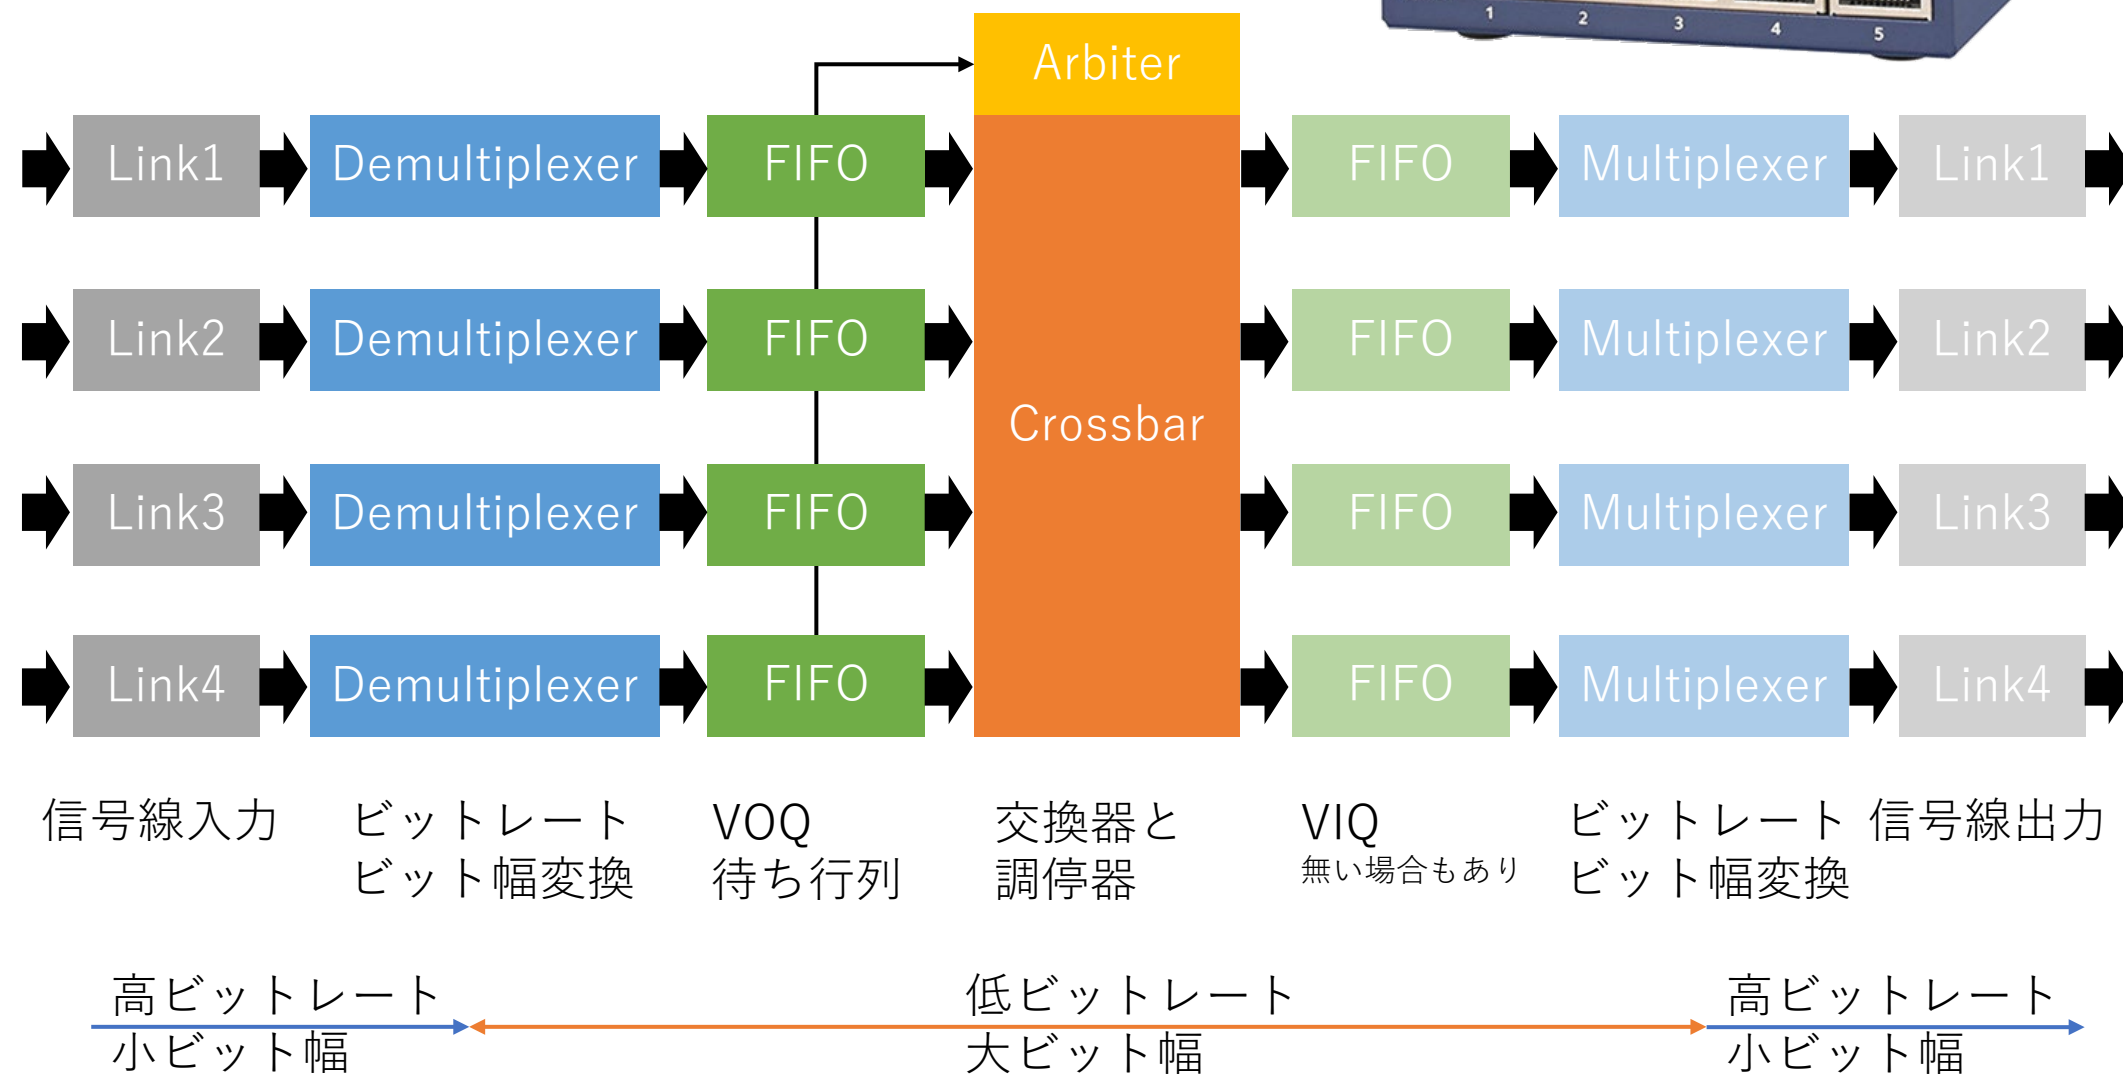 1 2 3 4 5
Arbiter
Link1 Demultiplexer FIFO FIFO Multiplexer Link1
Link2 Demultiplexer FIFO FIFO Multiplexer Link2
Crossbar
Link3 Demultiplexer FIFO FIFO Multiplexer Link3
Link4 Demultiplexer FIFO FIFO Multiplexer Link4
信号線入力
ビットレート
ビット幅変換
VOQ
待ち行列
交換器と
調停器
VIQ
無い場合もあり
ビットレート
ビット幅変換
信号線出力
高ビットレート
小ビット幅
低ビットレート
大ビット幅
高ビットレート
小ビット幅